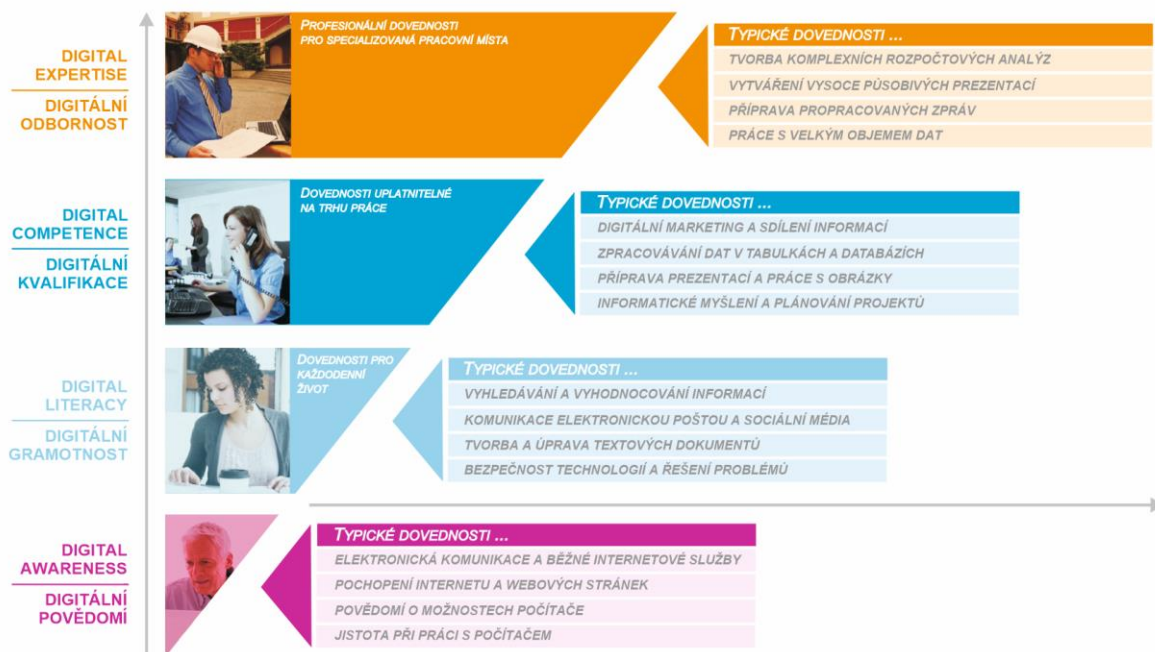 DIGITAL
EXPERTISE
DIGITÁLNÍ
ODBORNOST
PROFESIONÁLNÍ DOVEDNOSTI
PRO SPECIALIZOVANÁ PRACOVNÍ MÍSTA
TYPICKÉ DOVEDNOSTI ...
TVORBA KOMPLEXNÍCH ROZPOČTOVÝCH ANALÝZ
VYTVÁŘENÍ VYSOCE PŮSOBIVÝCH PREZENTACÍ
PŘÍPRAVA PROPRACOVANÝCH ZPRÁV
PRÁCE S VELKÝM OBJEMEM DAT
DIGITAL
COMPETENCE
DIGITÁLNÍ
KVALIFIKACE
DOVEDNOSTI UPLATNITELNÉ
NA TRHU PRÁCE
TYPICKÉ DOVEDNOSTI ...
DIGITÁLNÍ MARKETING A SDÍLENÍ INFORMACÍ
ZPRACOVÁVÁNÍ DAT V TABULKÁCH A DATABÁZÍCH
PŘÍPRAVA PREZENTACÍ A PRÁCE S OBRÁZKY
INFORMATICKÉ MYŠLENÍ A PLÁNOVÁNÍ PROJEKTŮ
DIGITAL
LITERACY
DIGITÁLNÍ
GRAMOTNOST
DOVEDNOSTI PRO
KAŽDODENNÍ
ŽIVOT
TYPICKÉ DOVEDNOSTI ...
VYHLEDÁVÁNÍ A VYHODNOCOVÁNÍ INFORMACÍ
KOMUNIKACE ELEKTRONICKOU POŠTOU A SOCIÁLNÍ MÉDIA
TVORBA A ÚPRAVA TEXTOVÝCH DOKUMENTŮ
BEZPEČNOST TECHNOLOGIÍ A ŘEŠENÍ PROBLÉMŮ
DIGITAL
AWARENESS
DIGITÁLNÍ
POVĚDOMÍ
TYPICKÉ DOVEDNOSTI ...
ELEKTRONICKÁ KOMUNIKACE A BĚŽNÉ INTERNETOVÉ SLUŽBY
POCHOPENÍ INTERNETU A WEBOVÝCH STRÁNEK
POVĚDOMÍ O MOŽNOSTECH POČÍTAČE
JISTOTA PŘI PRÁCI S POČÍTAČEM